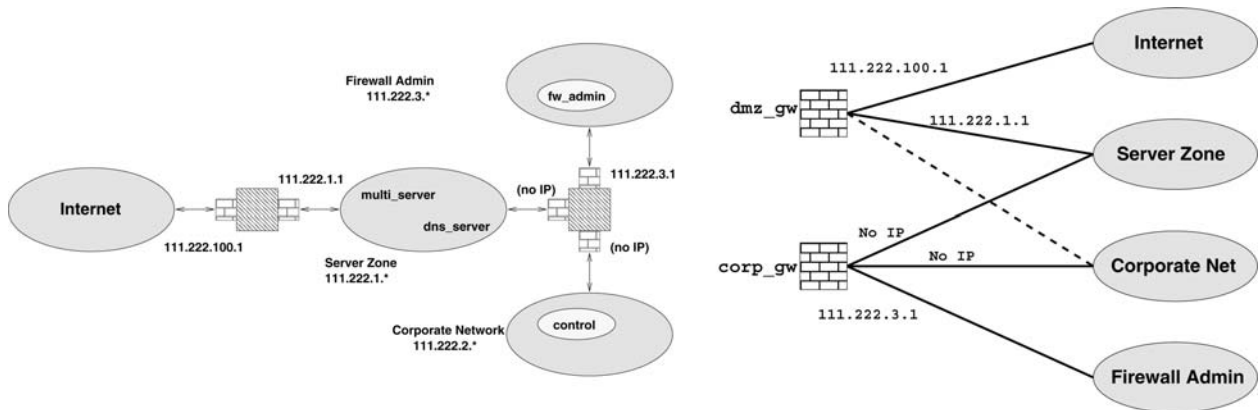 Firewall Admin
111.222.3.*
fw_admin
111.222.1.1
111.222.3.1
Internet
multi_server
(no IP)
dns_server
111.222.100.1
(no IP)
Server Zone
111.222.1.*
Corporate Network
111.222.2.*
control
Internet
111.222.100.1
dmz_gw
111.222.1.1
Server Zone
No IP
corp_gw
No IP
Corporate Net
111.222.3.1
Firewall Admin